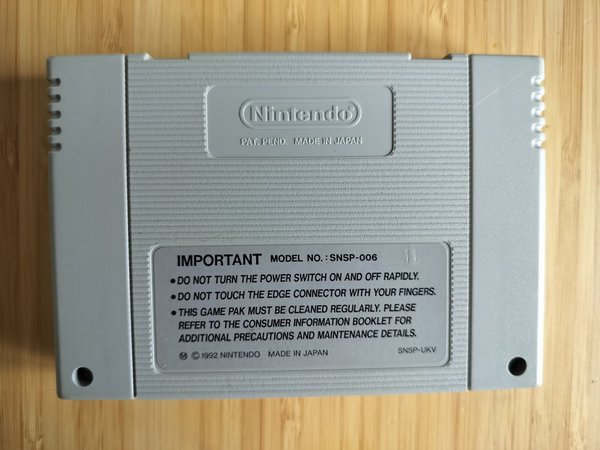 Nintendo
PAT. PEND. MADE IN JAPAN
IMPORTANT MODEL NO. : SNSP-006 11
• DO NOT TURN THE POWER SWITCH ON AND OFF RAPIDLY.
• DO NOT TOUCH THE EDGE CONNECTOR WITH YOUR FINGERS.
• THIS GAME PAK MUST BE CLEANED REGULARLY. PLEASE
REFER TO THE CONSUMER INFORMATION BOOKLET FOR
ADDITIONAL PRECAUTIONS AND MAINTENANCE DETAILS.
Ⓜ © 1992 NINTENDO MADE IN JAPAN SNSP-UKV